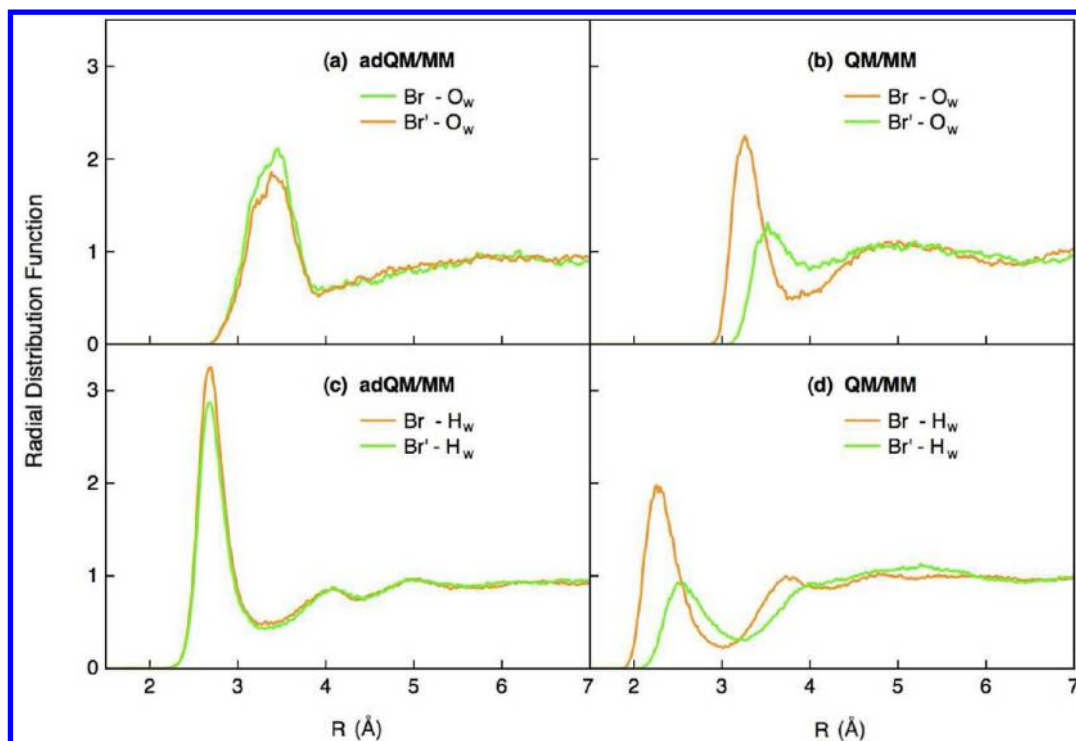 (a) adQM/MM
Br - Ow
Br' - Ow
(b) QM/MM
Br - Ow
Br' - Ow
3
2
1
0
(c) adQM/MM
Br - Hw
Br' - Hw
(d) QM/MM
Br - Hw
Br' - Hw
3
2
1
0
Radial Distribution Function
2 3 4 5 6 7
2 3 4 5 6 7
R (Å)
R (Å)